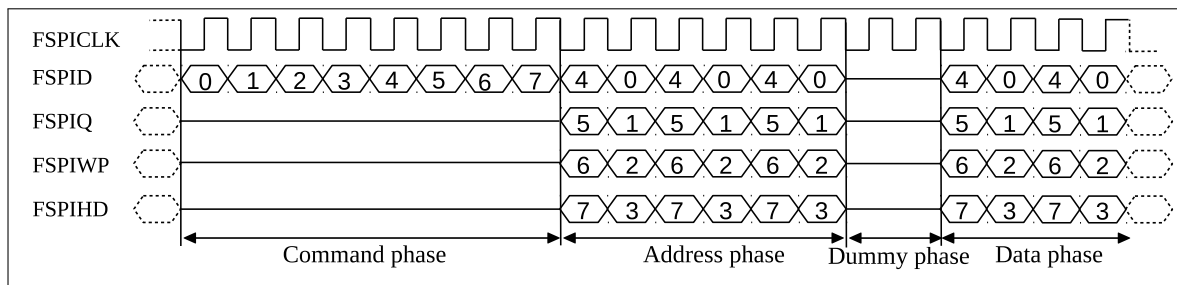 FSPICLK
FSPID 0 1 2 3 4 5 6 7 4 0 4 0 4 0 4 0 4 0
FSPIQ 5 1 5 1 5 1 5 1 5 1
FSPIWP 6 2 6 2 6 2 6 2 6 2
FSPIHD 7 3 7 3 7 3 7 3 7 3
Command phase Address phase Dummy phase Data phase